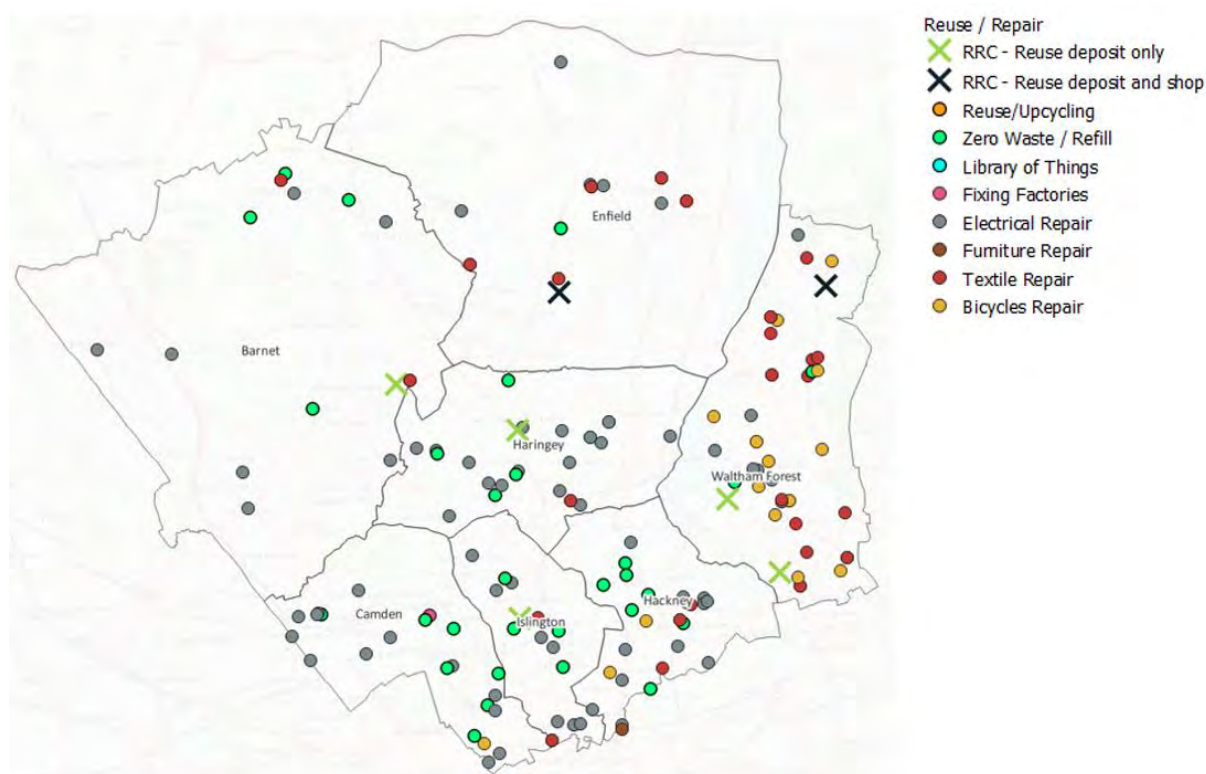 Reuse / Repair
RRC - Reuse deposit only
RRC - Reuse deposit and shop
Reuse/Upcycling
Zero Waste / Refill
Library of Things
Fixing Factories
Electrical Repair
Furniture Repair
Textile Repair
Bicycles Repair
Enfield
Barnet
Haringey
Waltham Forest
Camden
Islington
Hackney